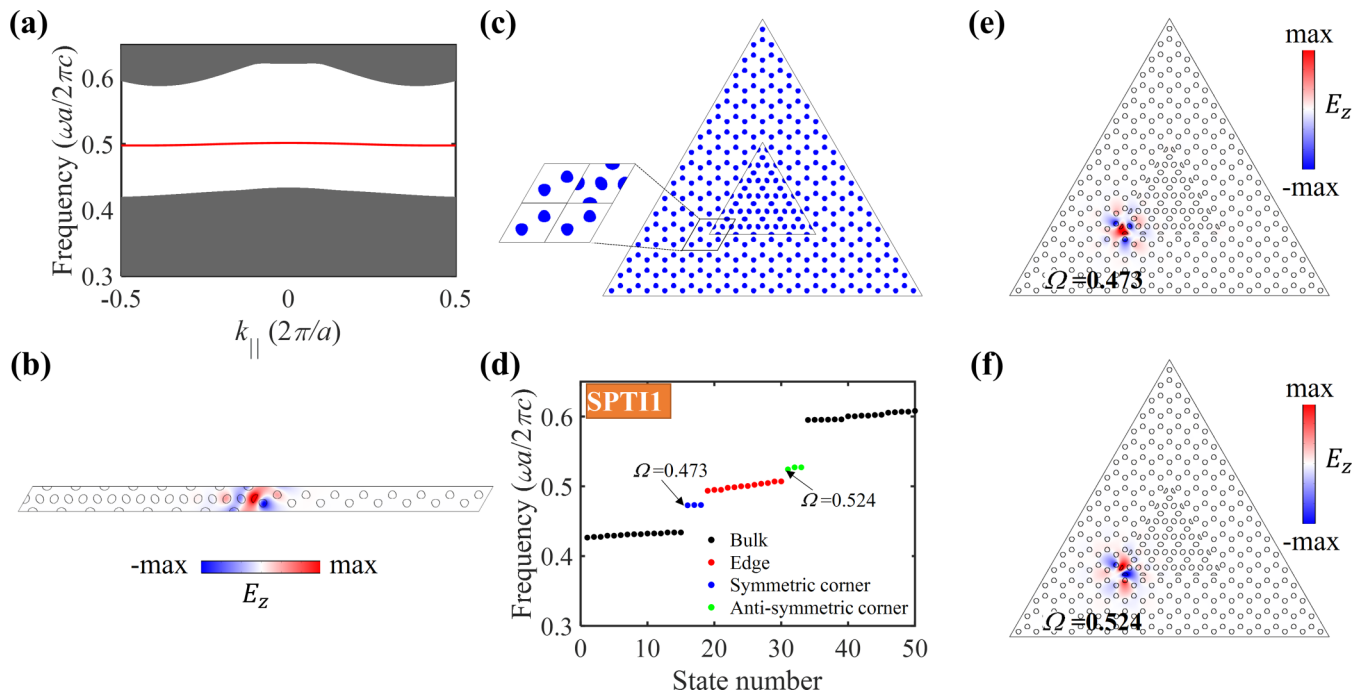 (a)
Frequency (ωa/2πc)
0.6
0.5
0.4
0.3
-0.5
0
0.5
k|| (2π/a)
(b)
-max
max
E_z
(c)
(d)
SPTI1
Frequency (ωa/2πc)
0.6
0.5
0.4
0.3
Ω=0.473
Ω=0.524
Bulk
Edge
Symmetric corner
Anti-symmetric corner
0
10
20
30
40
50
State number
(e)
max
E_z
-max
Ω=0.473
(f)
max
E_z
-max
Ω=0.524